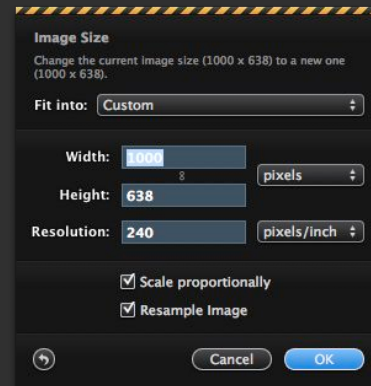 Image Size
Change the current image size (1000 x 638) to a new one
(1000 x 638).
Fit into: Custom
Width: 1000
pixels
Height: 638
Resolution: 240 pixels/inch
Scale proportionally
Resample Image
Cancel OK